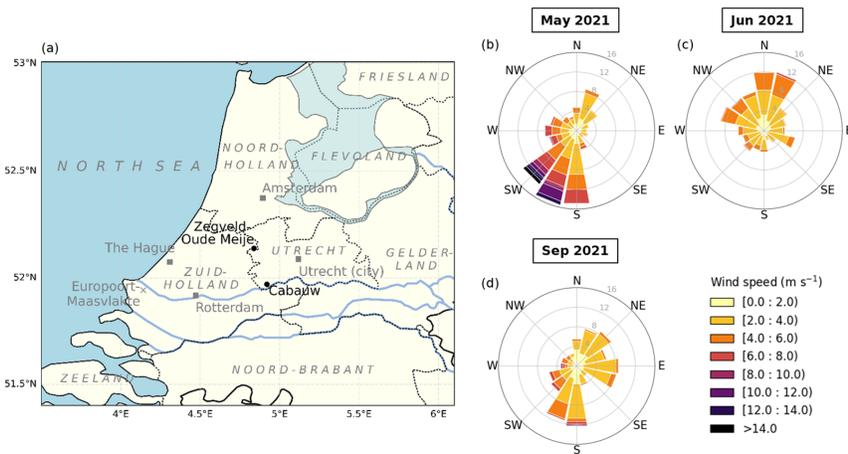 May 2021
Jun 2021
(a)
(b)
(c)
N
16
12
8
NE
E
SE
S
SW
W
NW
N
16
12
8
NE
E
SE
S
SW
W
NW
53°N
52.5°N
52°N
51.5°N
4°E
4.5°E
5°E
5.5°E
6°E
FRIESLAND
NORTH SEA
NOORD-
HOLLAND
FLEVOLAND
Amsterdam
Zegveld-
Oude Meije
The Hague
UTRECHT
GELDER-
LAND
ZUID-
HOLLAND
Utrecht (city)
Europoort-
Maasvlakte
Cabauw
Rotterdam
ZEELAND
NOORD-BRABANT
Sep 2021
(d)
N
16
12
8
NE
E
SE
S
SW
W
NW
Wind speed (m s⁻¹)
[0.0 : 2.0)
[2.0 : 4.0)
[4.0 : 6.0)
[6.0 : 8.0)
[8.0 : 10.0)
[10.0 : 12.0)
[12.0 : 14.0)
>14.0